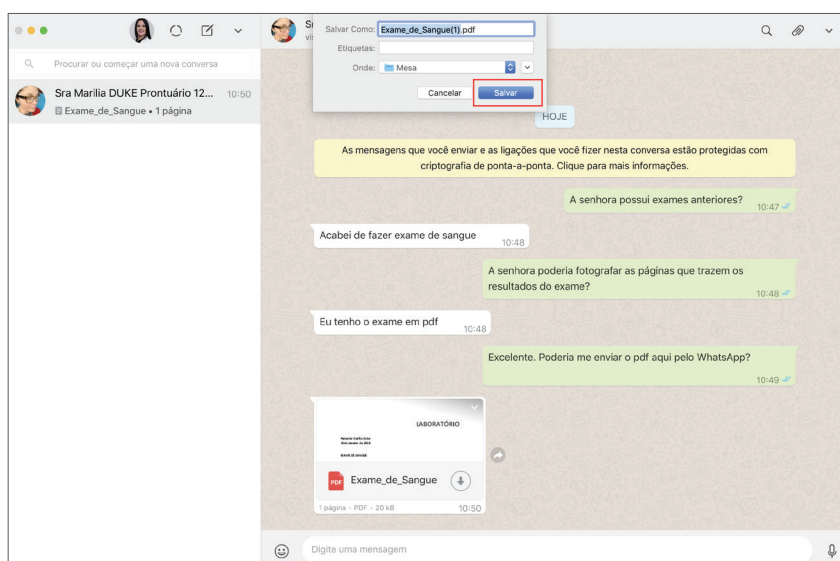 Procurar ou começar uma nova conversa
Sra Marilia DUKE Prontuário 12... 10:50
Exame_de_Sangue • 1 página
Salvar Como: Exame_de_Sangue(1).pdf
Etiquetas:
Onde: Mesa
Cancelar Salvar
HOJE
As mensagens que você enviar e as ligações que você fizer nesta conversa estão protegidas com
criptografia de ponta-a-ponta. Clique para mais informações.
A senhora possui exames anteriores? 10:47
Acabei de fazer exame de sangue 10:48
A senhora poderia fotografar as páginas que trazem os
resultados do exame? 10:48
Eu tenho o exame em pdf 10:48
Excelente. Poderia me enviar o pdf aqui pelo WhatsApp?
10:49
LABORATÓRIO
EXAME DE SANGUE
PDF Exame_de_Sangue
1 página • PDF • 20 kB 10:50
Digite uma mensagem